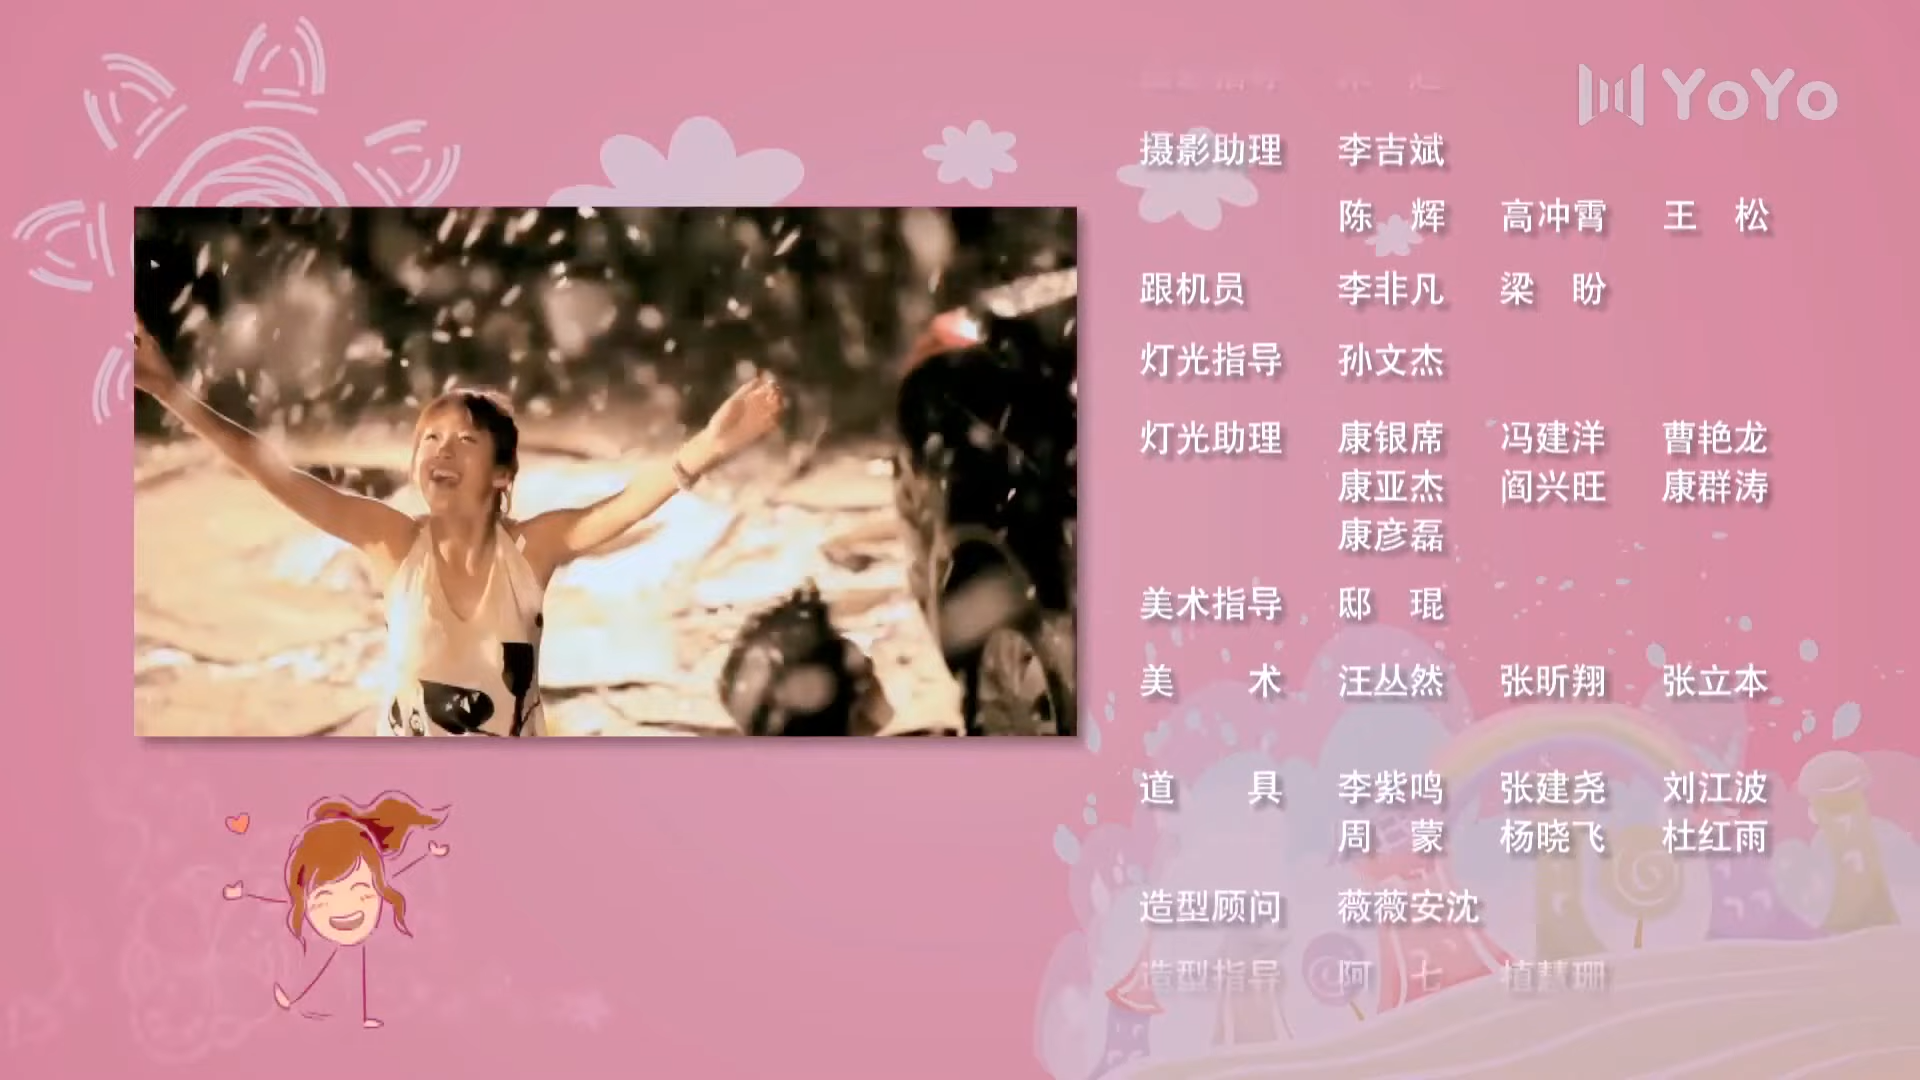 YoYo
摄影助理 李吉斌
陈 辉 高冲霄 王 松
跟机员 李非凡 梁 盼
灯光指导 孙文杰
灯光助理 康银席 冯建洋 曹艳龙
康亚杰 阎兴旺 康群涛
康彦磊
美术指导 邸 琨
美 术 汪丛然 张昕翔 张立本
道 具 李紫鸣 张建尧 刘江波
周 蒙 杨晓飞 杜红雨
造型顾问 薇薇安沈
造型指导 阿 七 植慧珊